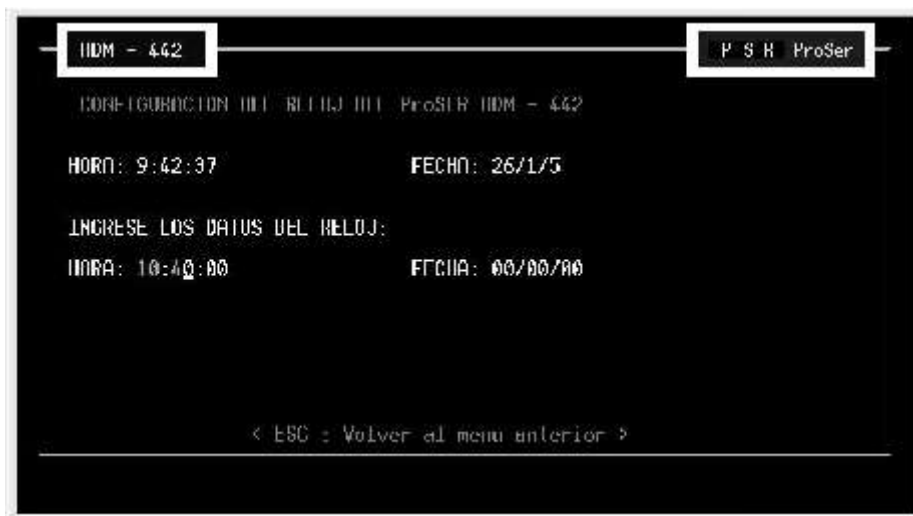 HDM - 442
P S R ProSer
CONFIGURACION DEL RELOJ DEL ProSER HDM - 442
HORA: 9:42:37 FECHA: 26/1/5
INGRESE LOS DATOS DEL RELOJ:
HORA: 10:40:00 FECHA: 00/00/00
< ESC : Volver al menu anterior >